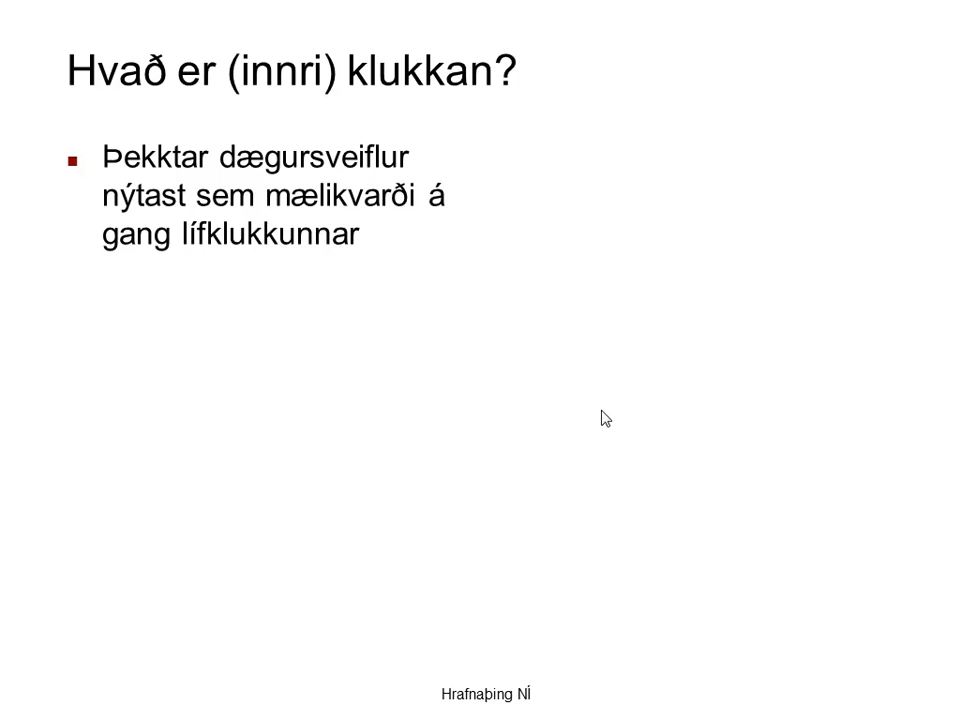 Hvað er (innri) klukkan?
Þekktar dægursveiflur
nýtast sem mælikvarði á
gang lífklukkunnar
Hrafnaþing NÍ